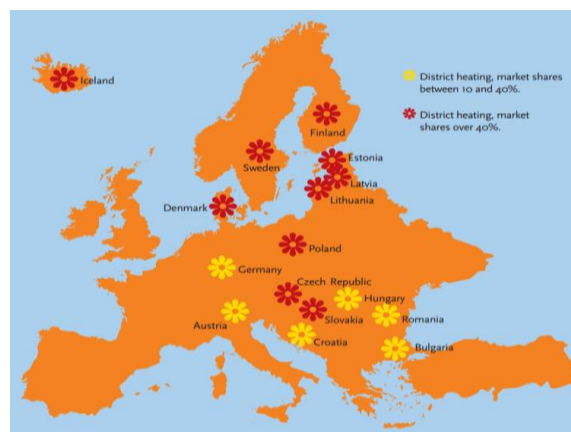 Iceland
District heating, market shares
between 10 and 40%.
District heating, market
shares over 40%.
Finland
Estonia
Sweden
Latvia
Lithuania
Denmark
Poland
Germany
Czech Republic
Hungary
Slovakia
Romania
Austria
Croatia
Bulgaria